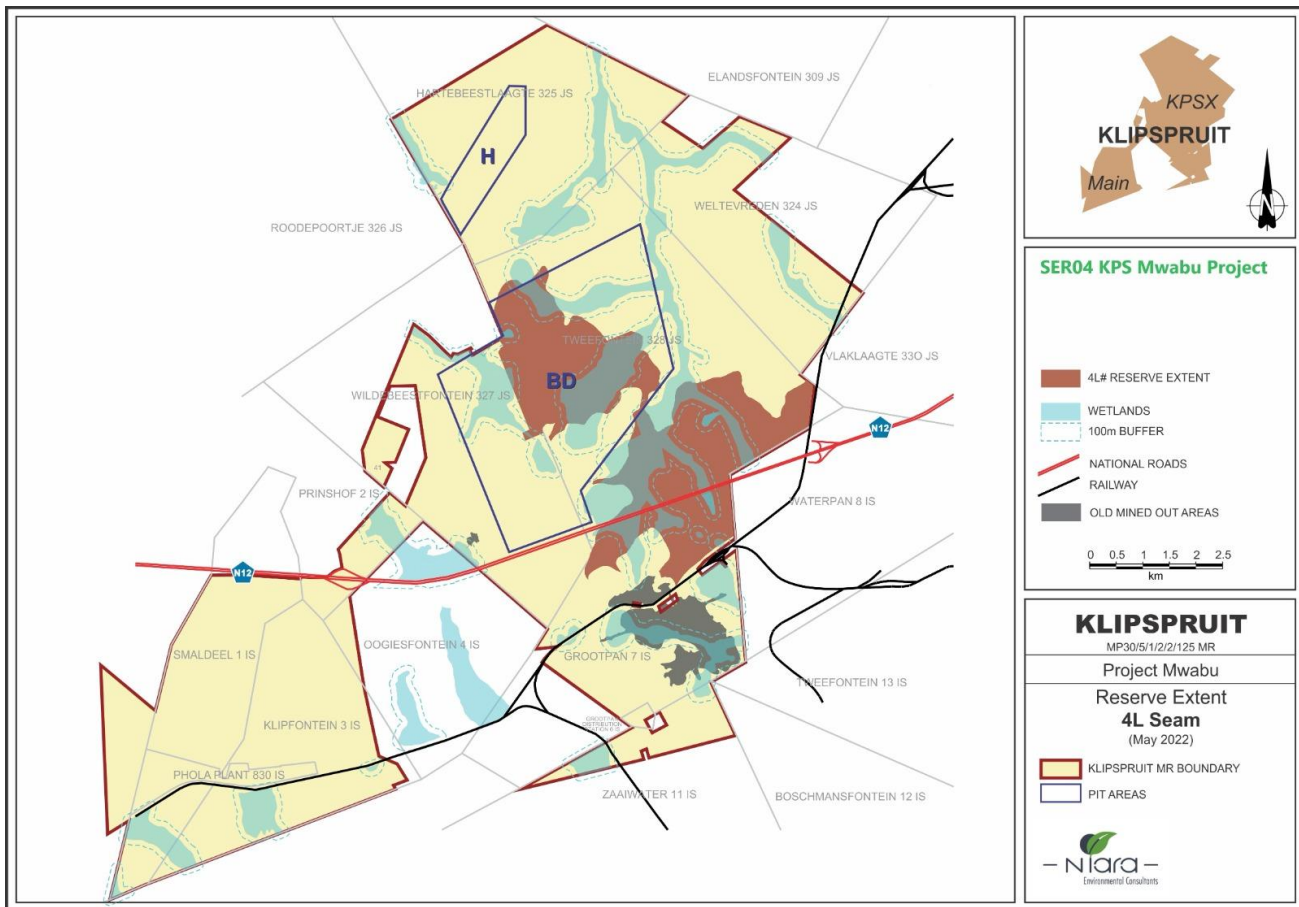 HARTEBEESTLAAGTE 325 JS
ELANDSFONTEIN 309 JS
H
ROODEPOORTJE 326 JS
WELTEVREDEN 324 JS
TWEEFONTEIN 328 JS
VLAKLAAGTE 330 JS
BD
WILDEBEESTFONTEIN 327 JS
N12
PRINSHOF 2 IS
WATERPAN 8 IS
N12
OOGIESFONTEIN 4 IS
SMALDEEL 1 IS
GROOTPAN 7 IS
TWEEFONTEIN 13 IS
KLIPFONTEIN 3 IS
PHOLA PLANT 830 IS
ZAAIWATER 11 IS
BOSCHMANSFONTEIN 12 IS
KPSX
KLIPSPRUIT
Main
N
SER04 KPS Mwabu Project
4L# RESERVE EXTENT
WETLANDS
100m BUFFER
NATIONAL ROADS
RAILWAY
OLD MINED OUT AREAS
0 0.5 1 1.5 2 2.5
km
KLIPSPRUIT
MP30/5/1/2/2/125 MR
Project Mwabu
Reserve Extent
4L Seam
(May 2022)
KLIPSPRUIT MR BOUNDARY
PIT AREAS
Niara
Environmental Consultants